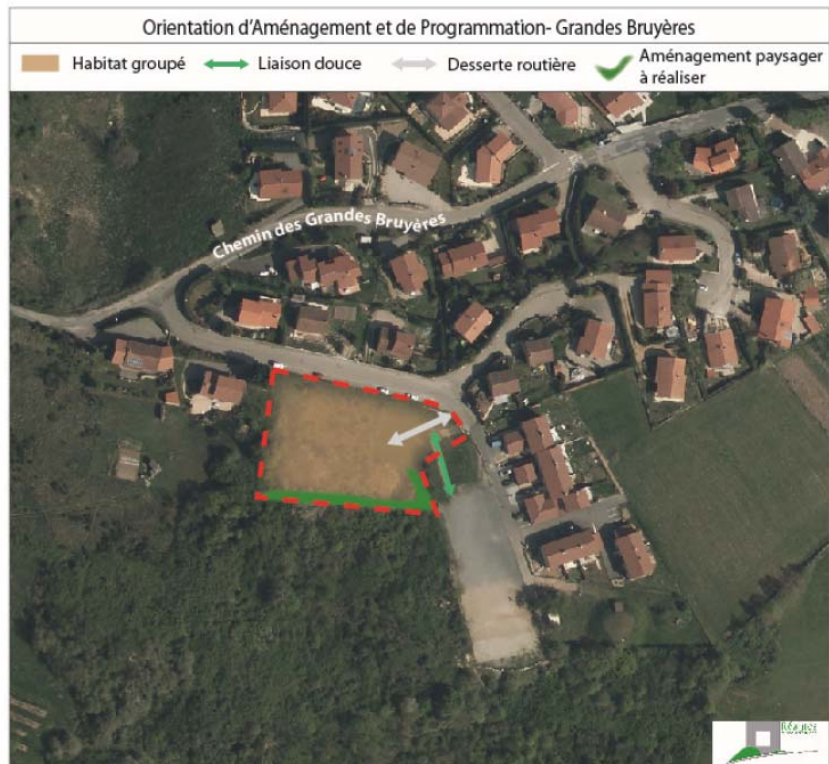 Orientation d'Aménagement et de Programmation- Grandes Bruyères
Habitat groupé
Liaison douce
Desserte routière
Aménagement paysager
à réaliser
Chemin des Grandes Bruyères